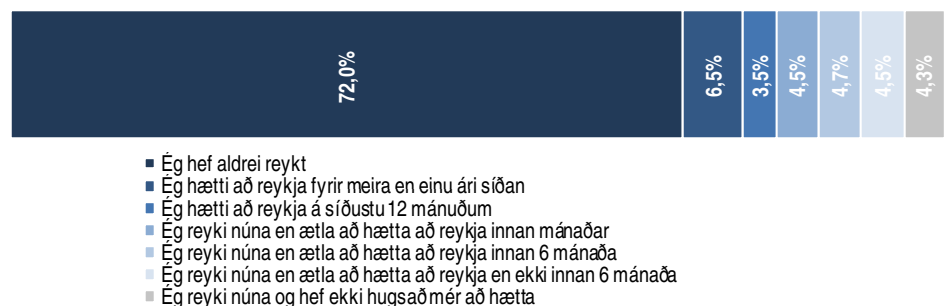 72,0%
6,5%
3,5%
4,5%
4,7%
4,5%
4,3%
Ég hef aldrei reykt
Ég hætti að reykja fyrir meira en einu ári síðan
Ég hætti að reykja á síðustu 12 mánuðum
Ég reyki núna en ætla að hætta að reykja innan mánaðar
Ég reyki núna en ætla að hætta að reykja innan 6 mánaða
Ég reyki núna en ætla að hætta að reykja en ekki innan 6 mánaða
Ég reyki núna og hef ekki hugsað mér að hætta